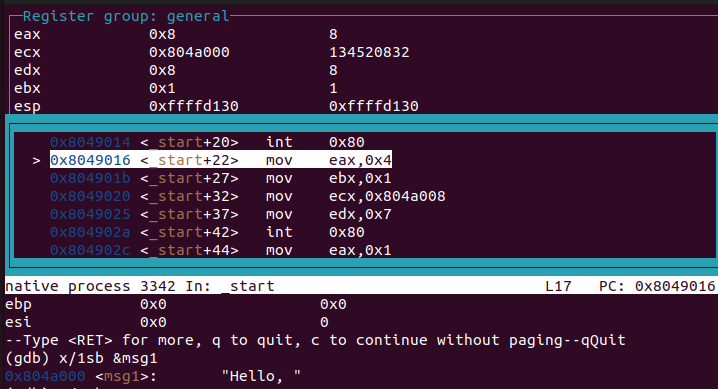 Register group: general
eax 0x8 8
ecx 0x804a000 134520832
edx 0x8 8
ebx 0x1 1
esp 0xffffd130 0xffffd130
0x8049014 <_start+20> int 0x80
> 0x8049016 <_start+22> mov eax,0x4
0x804901b <_start+27> mov ebx,0x1
0x8049020 <_start+32> mov ecx,0x804a008
0x8049025 <_start+37> mov edx,0x7
0x804902a <_start+42> int 0x80
0x804902c <_start+44> mov eax,0x1
native process 3342 In: _start L17 PC: 0x8049016
ebp 0x0 0x0
esi 0x0 0
--Type <RET> for more, q to quit, c to continue without paging--qQuit
(gdb) x/1sb &msg1
0x804a000 <msg1>: "Hello, "